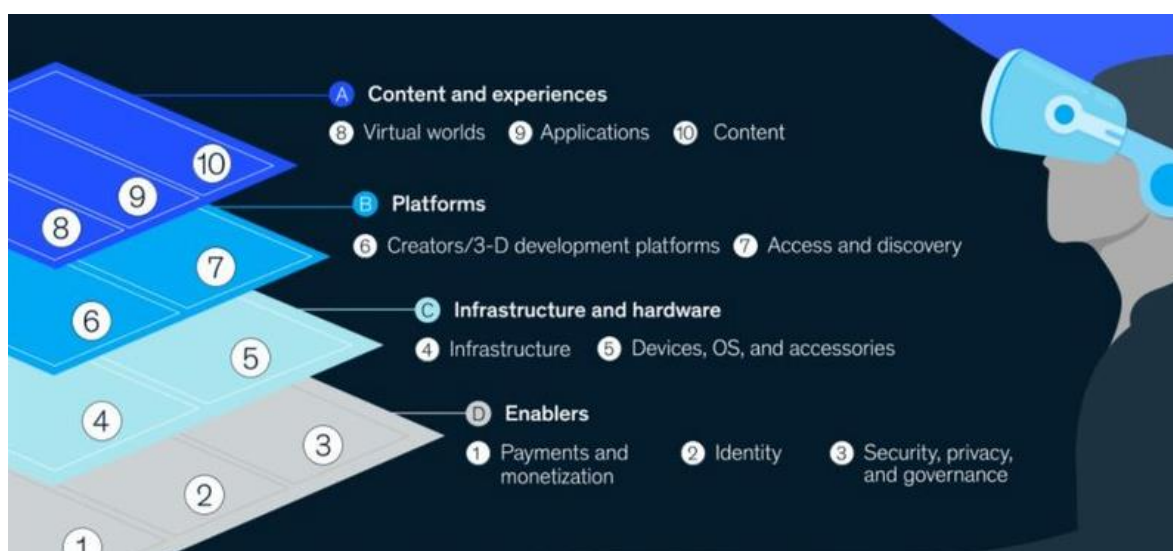 A Content and experiences
8 Virtual worlds 9 Applications 10 Content
10
9
8
B Platforms
6 Creators/3-D development platforms 7 Access and discovery
7
6
C Infrastructure and hardware
4 Infrastructure 5 Devices, OS, and accessories
5
4
D Enablers
1 Payments and monetization 2 Identity 3 Security, privacy, and governance
3
2
1